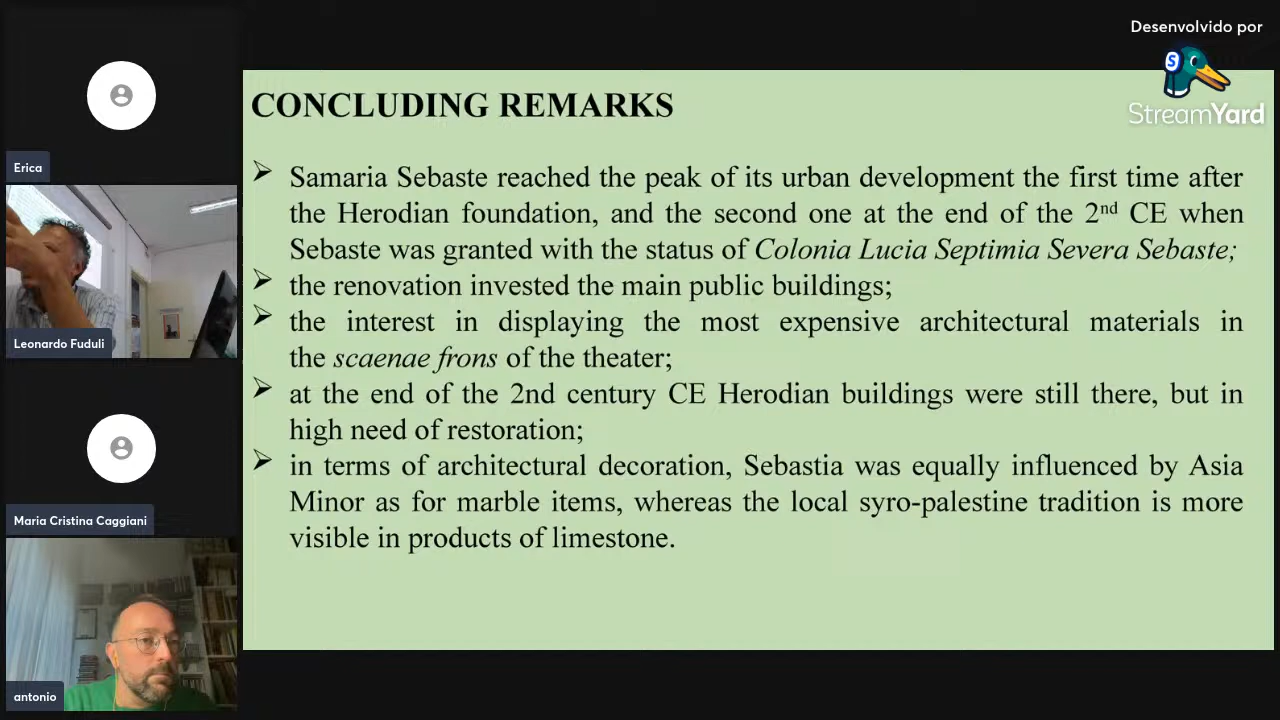 Desenvolvido por
StreamYard
Erica
Leonardo Fuduli
Maria Cristina Caggiani
antonio
CONCLUDING REMARKS
➢ Samaria Sebaste reached the peak of its urban development the first time after
the Herodian foundation, and the second one at the end of the 2nd CE when
Sebaste was granted with the status of Colonia Lucia Septimia Severa Sebaste;
➢ the renovation invested the main public buildings;
➢ the interest in displaying the most expensive architectural materials in
the scaenae frons of the theater;
➢ at the end of the 2nd century CE Herodian buildings were still there, but in
high need of restoration;
➢ in terms of architectural decoration, Sebastia was equally influenced by Asia
Minor as for marble items, whereas the local syro-palestine tradition is more
visible in products of limestone.